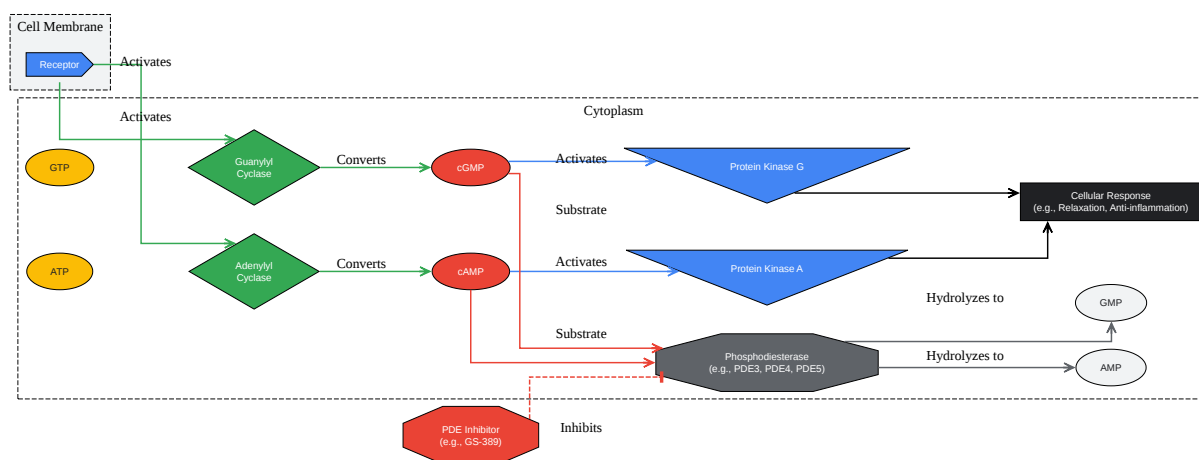 Cell Membrane
Receptor
Activates
Cytoplasm
Activates
GTP
Guanylyl
Cyclase
Converts
cGMP
Activates
Protein Kinase G
Cellular Response
(e.g., Relaxation, Anti-inflammation)
Substrate
ATP
Adenylyl
Cyclase
Converts
cAMP
Activates
Protein Kinase A
Hydrolyzes to
GMP
Substrate
Phosphodiesterase
(e.g., PDE3, PDE4, PDE5)
Hydrolyzes to
AMP
PDE Inhibitor
(e.g., GS-389)
Inhibits